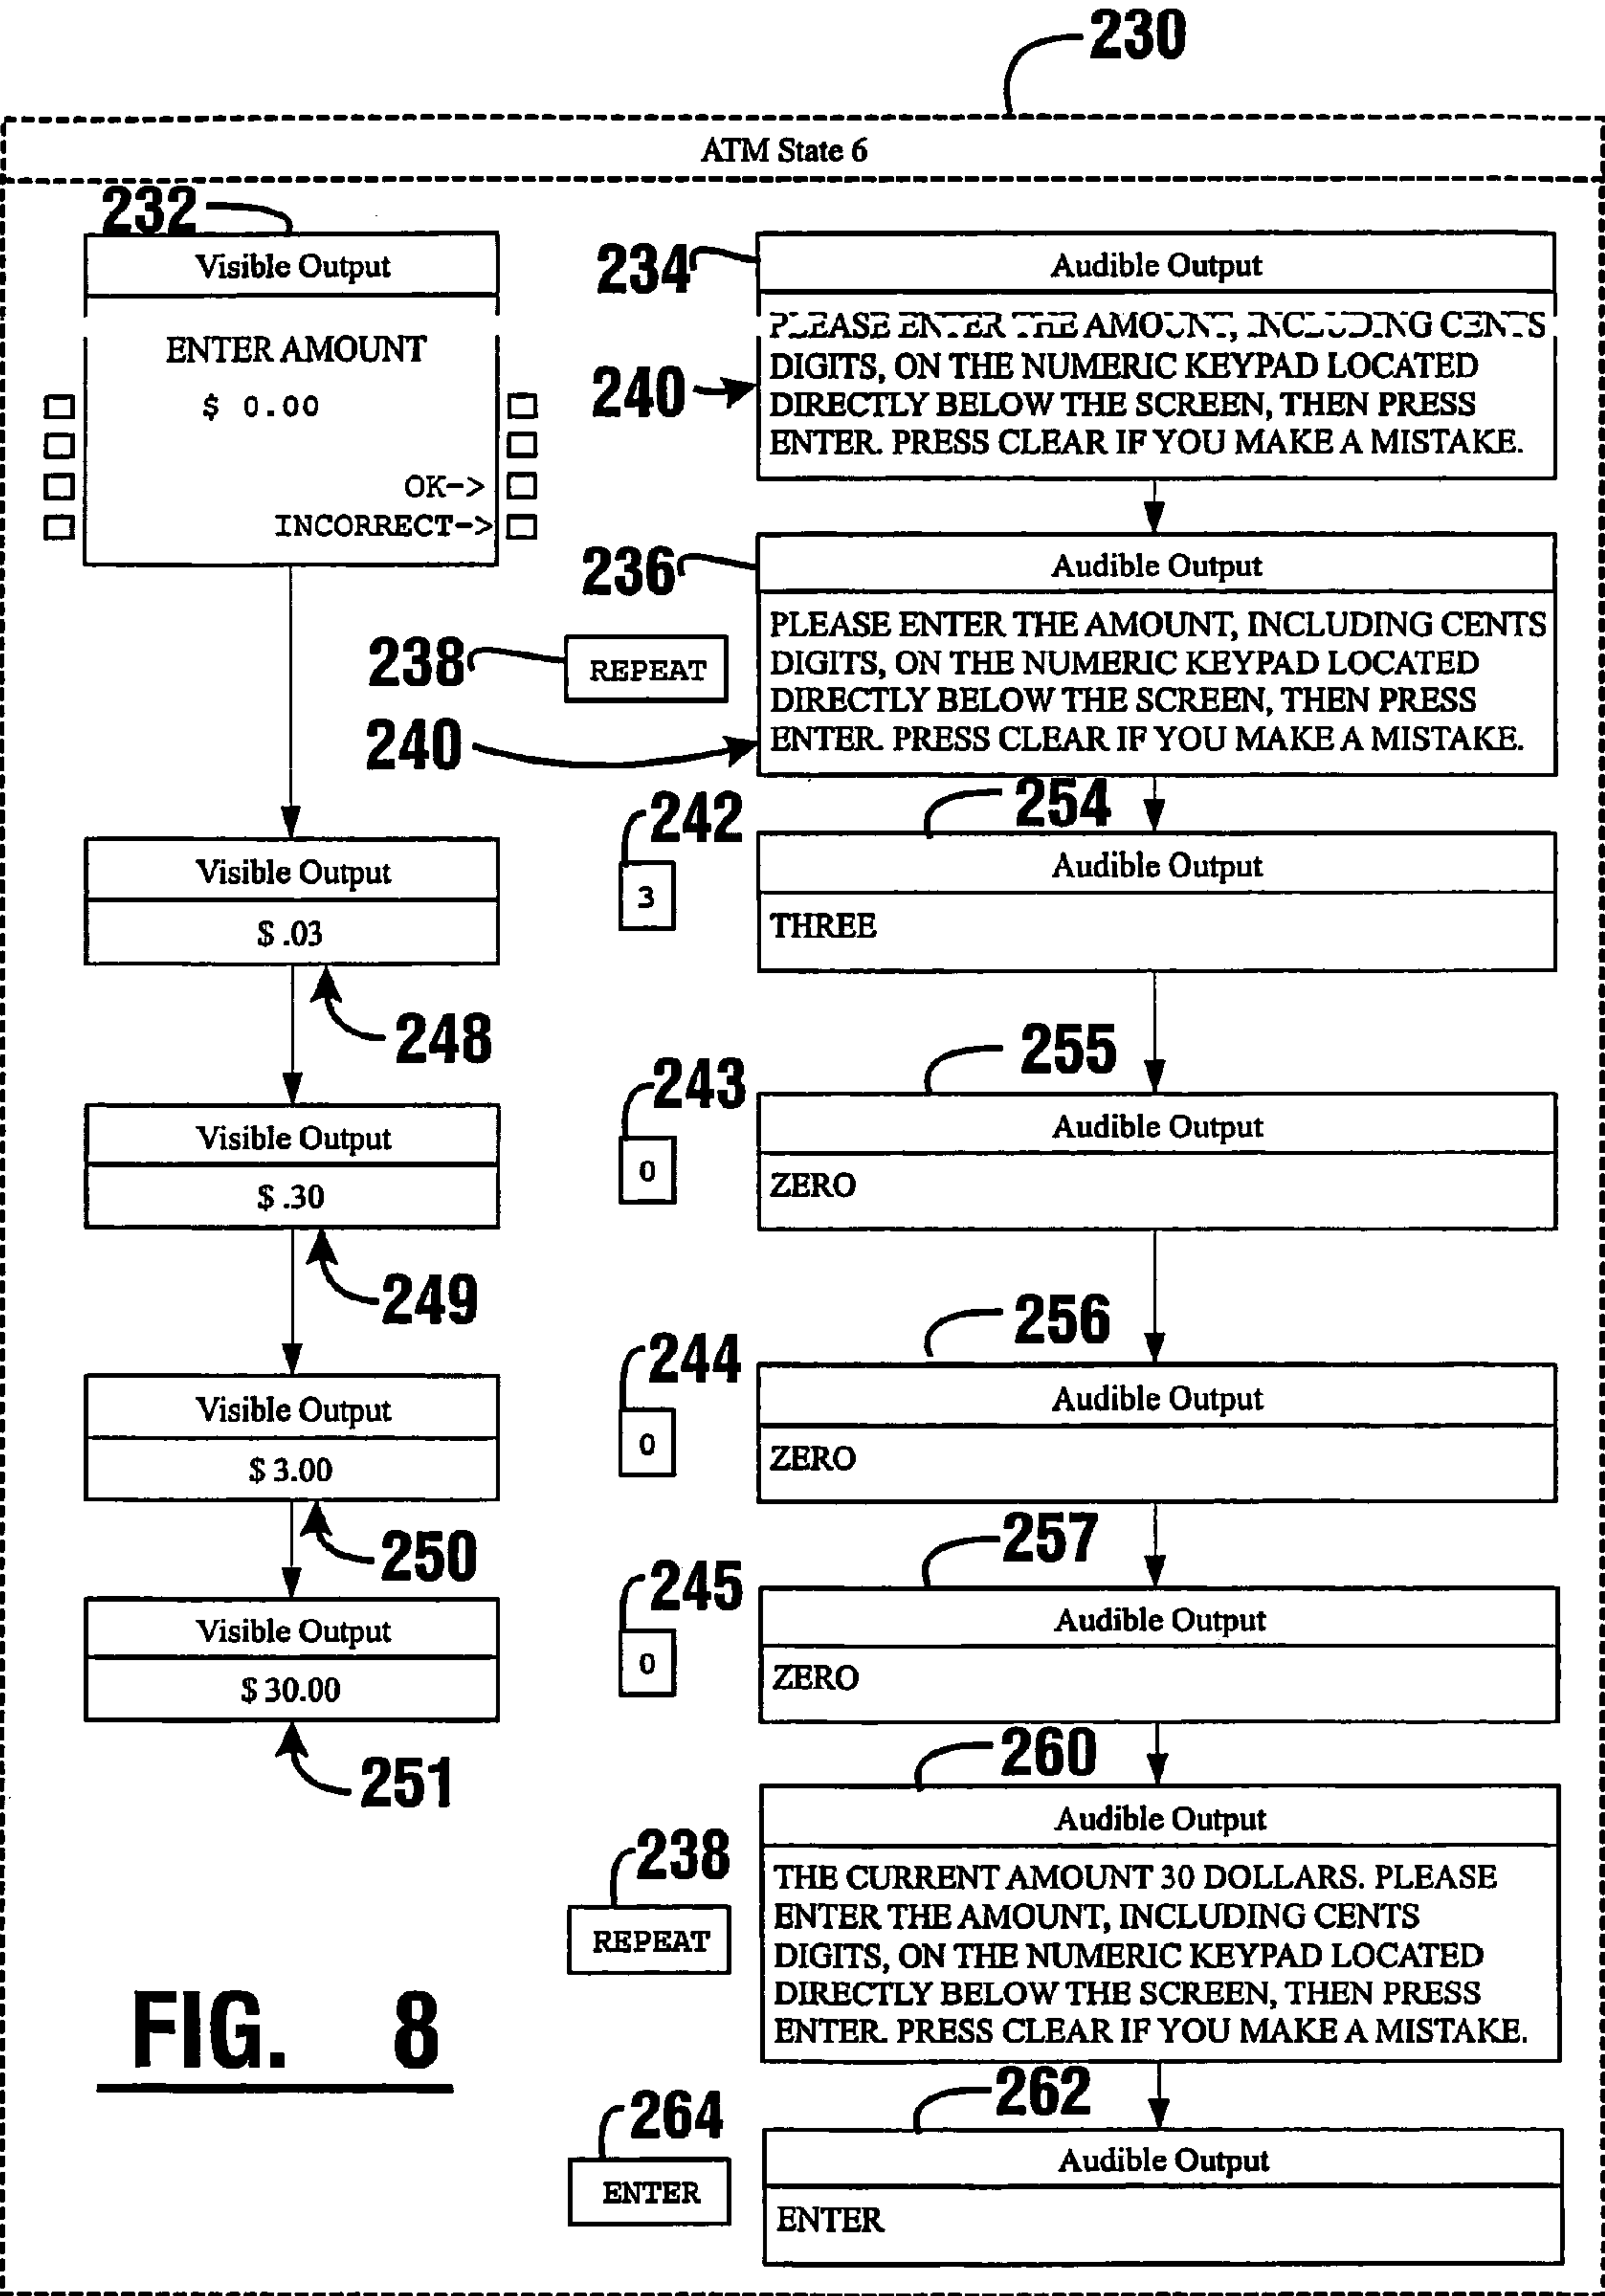 230
ATM State 6
232
Visible Output
ENTER AMOUNT
$ 0.00
OK->
INCORRECT->
234
Audible Output
240
PLEASE ENTER THE AMOUNT, INCLUDING CENTS
DIGITS, ON THE NUMERIC KEYPAD LOCATED
DIRECTLY BELOW THE SCREEN, THEN PRESS
ENTER. PRESS CLEAR IF YOU MAKE A MISTAKE.
236
Audible Output
238
REPEAT
240
PLEASE ENTER THE AMOUNT, INCLUDING CENTS
DIGITS, ON THE NUMERIC KEYPAD LOCATED
DIRECTLY BELOW THE SCREEN, THEN PRESS
ENTER. PRESS CLEAR IF YOU MAKE A MISTAKE.
Visible Output
$ .03
248
242
3
254
Audible Output
THREE
Visible Output
$ .30
249
243
0
255
Audible Output
ZERO
Visible Output
$ 3.00
250
244
0
256
Audible Output
ZERO
Visible Output
$ 30.00
251
245
0
257
Audible Output
ZERO
260
Audible Output
238
REPEAT
THE CURRENT AMOUNT 30 DOLLARS. PLEASE
ENTER THE AMOUNT, INCLUDING CENTS
DIGITS, ON THE NUMERIC KEYPAD LOCATED
DIRECTLY BELOW THE SCREEN, THEN PRESS
ENTER. PRESS CLEAR IF YOU MAKE A MISTAKE.
264
ENTER
262
Audible Output
ENTER
FIG. 8